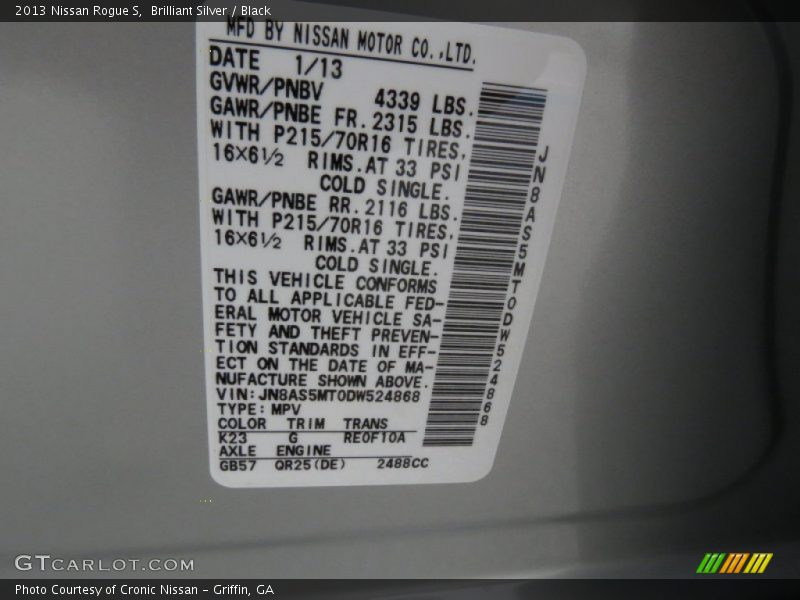 2013 Nissan Rogue S,  Brilliant Silver / Black
MFD BY NISSAN MOTOR CO.,LTD.
DATE 1/13
GVWR/PNBV 4339 LBS.
GAWR/PNBE FR. 2315 LBS.
WITH P215/70R16 TIRES,
16×6½ RIMS.AT 33 PSI
COLD SINGLE.
GAWR/PNBE RR. 2116 LBS.
WITH P215/70R16 TIRES,
16×6½ RIMS.AT 33 PSI
COLD SINGLE.
THIS VEHICLE CONFORMS
TO ALL APPLICABLE FED-
ERAL MOTOR VEHICLE SA-
FETY AND THEFT PREVEN-
TION STANDARDS IN EFF-
ECT ON THE DATE OF MA-
NUFACTURE SHOWN ABOVE.
VIN: JN8AS5MT0DW524868
TYPE: MPV
COLOR TRIM TRANS
K23 G RE0F10A
AXLE ENGINE
GB57 QR25(DE) 2488CC
JN8AS5MT0DW524868
GTCARLOT.COM
Photo Courtesy of Cronic Nissan – Griffin, GA